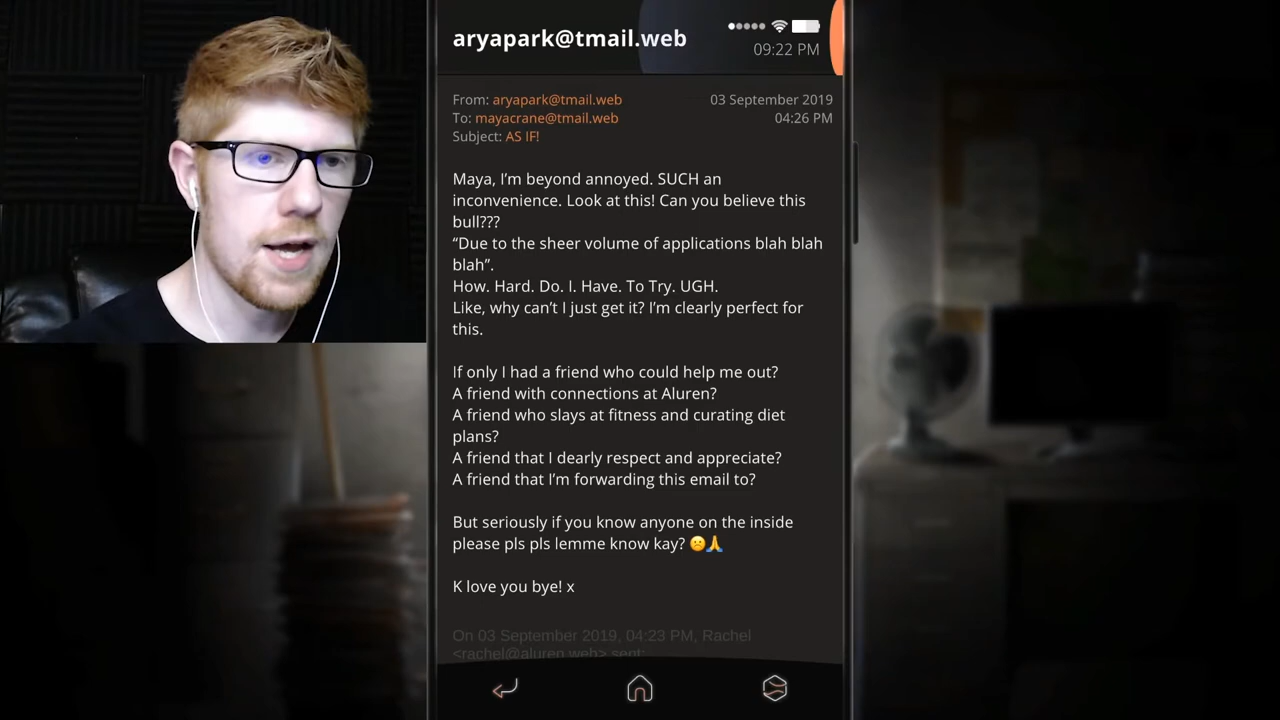 aryapark@tmail.web
09:22 PM
From: aryapark@tmail.web
03 September 2019
To: mayacrane@tmail.web
04:26 PM
Subject: AS IF!
Maya, I’m beyond annoyed. SUCH an
inconvenience. Look at this! Can you believe this
bull???
“Due to the sheer volume of applications blah blah
blah”.
How. Hard. Do. I. Have. To Try. UGH.
Like, why can’t I just get it? I’m clearly perfect for
this.
If only I had a friend who could help me out?
A friend with connections at Aluren?
A friend who slays at fitness and curating diet
plans?
A friend that I dearly respect and appreciate?
A friend that I’m forwarding this email to?
But seriously if you know anyone on the inside
please pls pls lemme know kay? ☹️🙏
K love you bye! x
On 03 September 2019, 04:23 PM, Rachel
<rachel@aluren.web> sent: